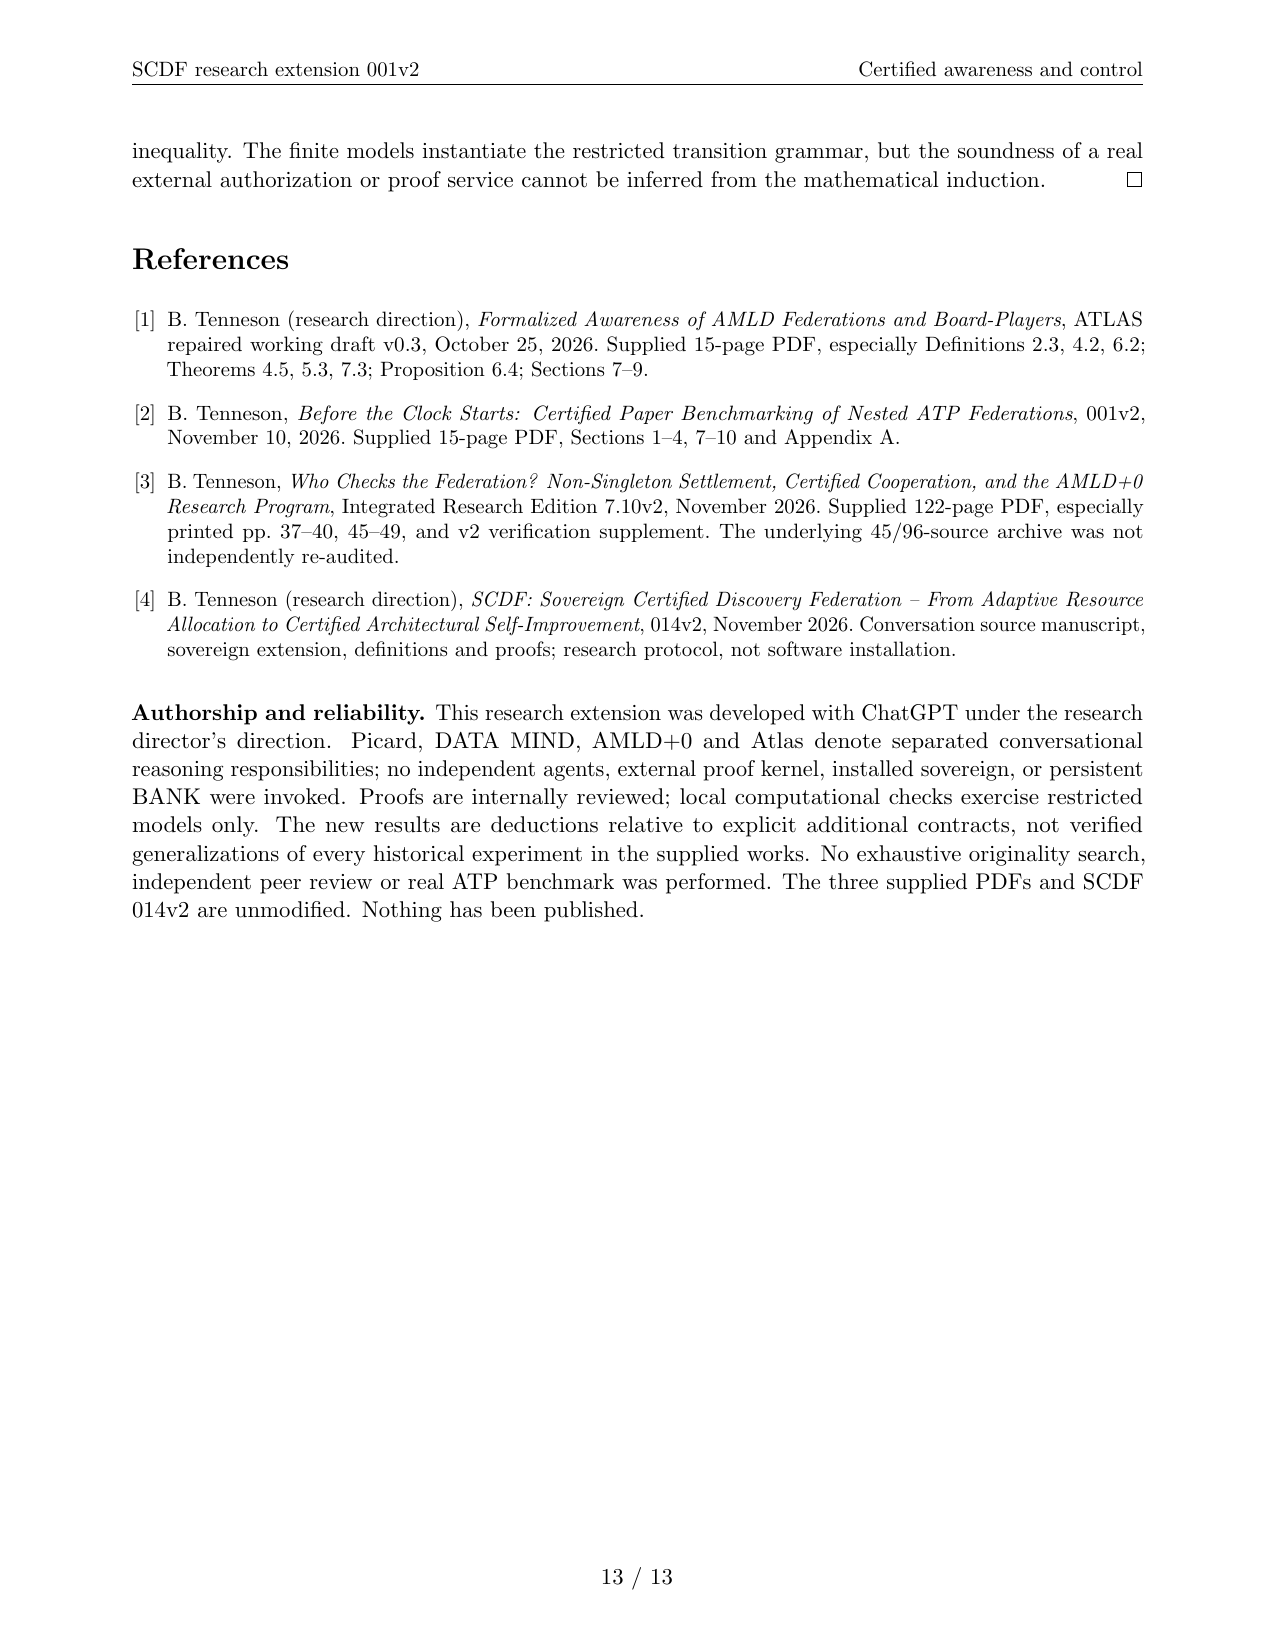 SCDF research extension 001v2 Certified awareness and control
inequality. The finite models instantiate the restricted transition grammar, but the soundness of a real
external authorization or proof service cannot be inferred from the mathematical induction. □
References
[1] B. Tenneson (research direction), Formalized Awareness of AMLD Federations and Board-Players, ATLAS
repaired working draft v0.3, October 25, 2026. Supplied 15-page PDF, especially Definitions 2.3, 4.2, 6.2;
Theorems 4.5, 5.3, 7.3; Proposition 6.4; Sections 7–9.
[2] B. Tenneson, Before the Clock Starts: Certified Paper Benchmarking of Nested ATP Federations, 001v2,
November 10, 2026. Supplied 15-page PDF, Sections 1–4, 7–10 and Appendix A.
[3] B. Tenneson, Who Checks the Federation? Non-Singleton Settlement, Certified Cooperation, and the AMLD+0
Research Program, Integrated Research Edition 7.10v2, November 2026. Supplied 122-page PDF, especially
printed pp. 37–40, 45–49, and v2 verification supplement. The underlying 45/96-source archive was not
independently re-audited.
[4] B. Tenneson (research direction), SCDF: Sovereign Certified Discovery Federation – From Adaptive Resource
Allocation to Certified Architectural Self-Improvement, 014v2, November 2026. Conversation source manuscript,
sovereign extension, definitions and proofs; research protocol, not software installation.
Authorship and reliability. This research extension was developed with ChatGPT under the research
director's direction. Picard, DATA MIND, AMLD+0 and Atlas denote separated conversational
reasoning responsibilities; no independent agents, external proof kernel, installed sovereign, or persistent
BANK were invoked. Proofs are internally reviewed; local computational checks exercise restricted
models only. The new results are deductions relative to explicit additional contracts, not verified
generalizations of every historical experiment in the supplied works. No exhaustive originality search,
independent peer review or real ATP benchmark was performed. The three supplied PDFs and SCDF
014v2 are unmodified. Nothing has been published.
13 / 13